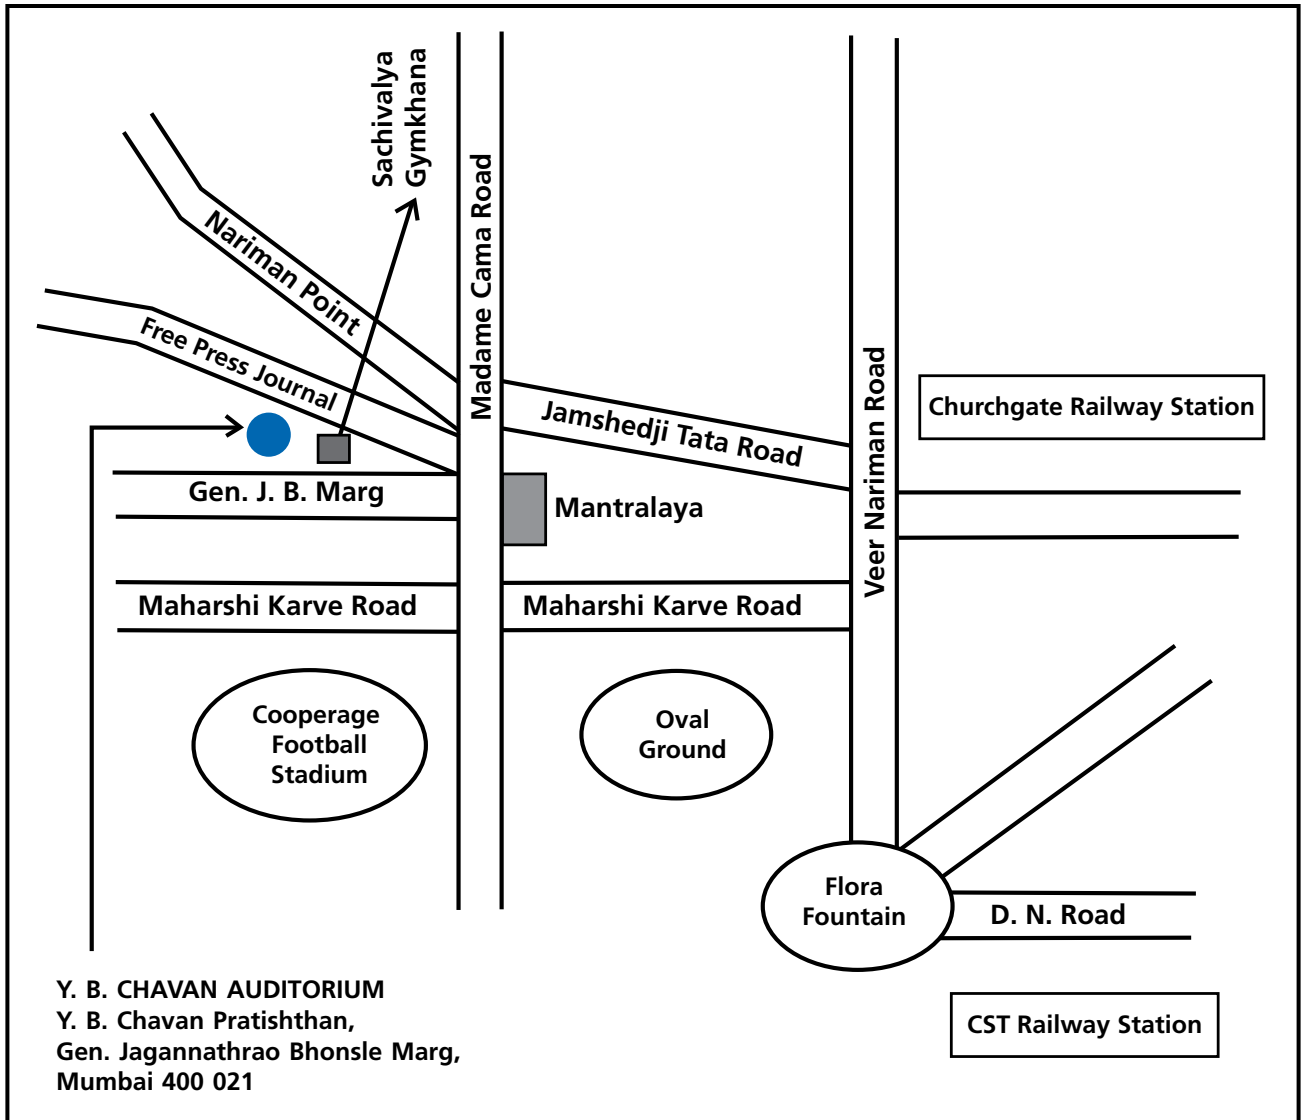 Sachivalya
Gymkhana
Nariman Point
Madame Cama Road
Free Press Journal
Jamshedji Tata Road
Veer Nariman Road
Churchgate Railway Station
Gen. J. B. Marg
Mantralaya
Maharshi Karve Road
Maharshi Karve Road
Cooperage
Football
Stadium
Oval
Ground
Flora
Fountain
D. N. Road
CST Railway Station
Y. B. CHAVAN AUDITORIUM
Y. B. Chavan Pratishthan,
Gen. Jagannathrao Bhonsle Marg,
Mumbai 400 021